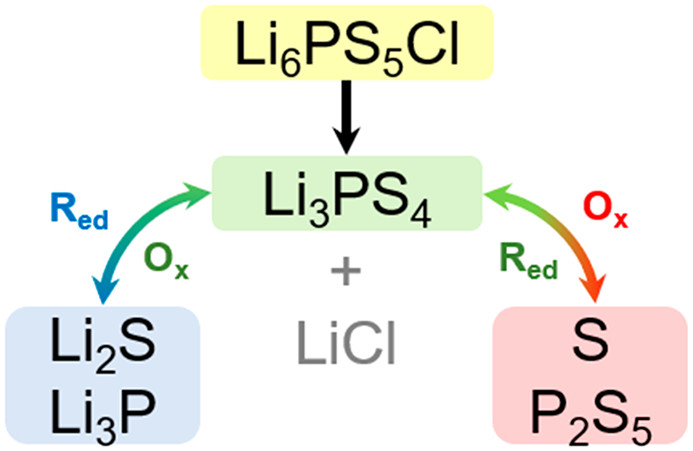 Li₆PS₅Cl
Li₃PS₄
Red
Ox
Ox
Red
+
LiCl
Li₂S
Li₃P
S
P₂S₅